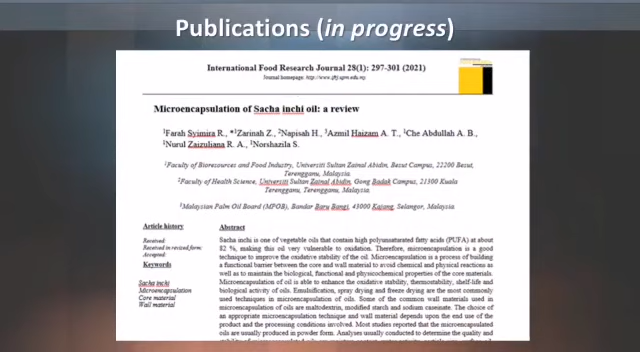 Publications (in progress)
International Food Research Journal 28(1): 297-301 (2021)
Journal homepage: http://www.ifrj.upm.edu.my
Microencapsulation of Sacha inchi oil: a review
¹Farah Syimira R., *¹Zarinah Z., ²Napisah H., ³Azmil Haizam A. T., ¹Che Abdullah A. B.,
¹Nurul Zaizuliana R. A., ¹Norshazila S.
¹Faculty of Bioresources and Food Industry, Universiti Sultan Zainal Abidin, Besut Campus, 22200 Besut,
Terengganu, Malaysia.
²Faculty of Health Science, Universiti Sultan Zainal Abidin, Gong Badak Campus, 21300 Kuala
Terengganu, Terengganu, Malaysia.
³Malaysian Palm Oil Board (MPOB), Bandar Baru Bangi, 43000 Kajang, Selangor, Malaysia.
Article history
Received:
Received in revised form:
Accepted:
Keywords
Sacha inchi
Microencapsulation
Core material
Wall material
Abstract
Sacha inchi is one of vegetable oils that contain high polyunsaturated fatty acids (PUFA) at about
82 %, making this oil very vulnerable to oxidation. Therefore, microencapsulation is a good
technique to improve the oxidative stability of the oil. Microencapsulation is a process of building
a functional barrier between the core and wall material to avoid chemical and physical reactions as
well as to maintain the biological, functional and physicochemical properties of the core materials.
Microencapsulation of oil is able to enhance the oxidative stability, thermostability, shelf-life and
biological activity of oils. Emulsification, spray drying and freeze drying are the most commonly
used techniques in microencapsulation of oils. Some of the common wall materials used in
microencapsulation of oils are maltodextrin, modified starch and sodium caseinate. The choice of
an appropriate microencapsulation technique and wall material depends upon the end use of the
product and the processing conditions involved. Most studies reported that the microencapsulated
oils are usually produced in powder form. Analyses usually conducted to determine the quality and